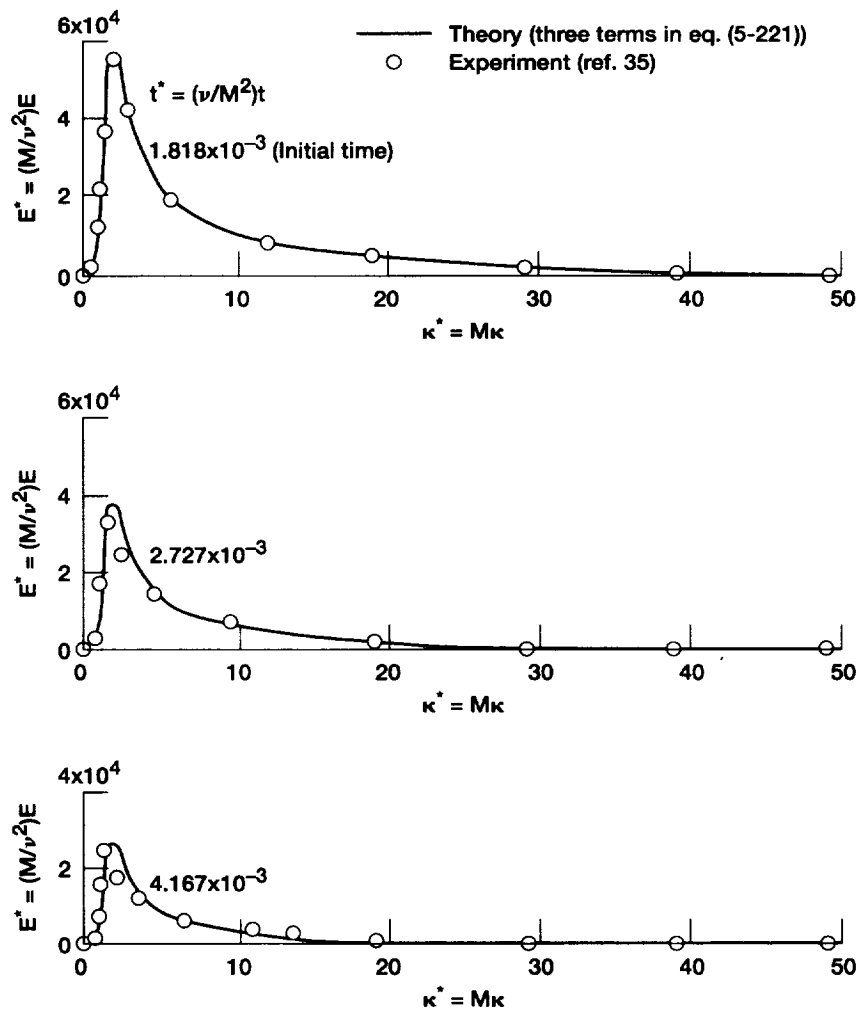 6x10⁴
Theory (three terms in eq. (5-221))
Experiment (ref. 35)
t* = (ν/M²)t
1.818x10⁻³ (Initial time)
E* = (M/ν²)E
4
2
0
0 10 20 30 40 50
κ* = Mκ
6x10⁴
E* = (M/ν²)E
4
2
0
2.727x10⁻³
0 10 20 30 40 50
κ* = Mκ
4x10⁴
E* = (M/ν²)E
2
0
4.167x10⁻³
0 10 20 30 40 50
κ* = Mκ